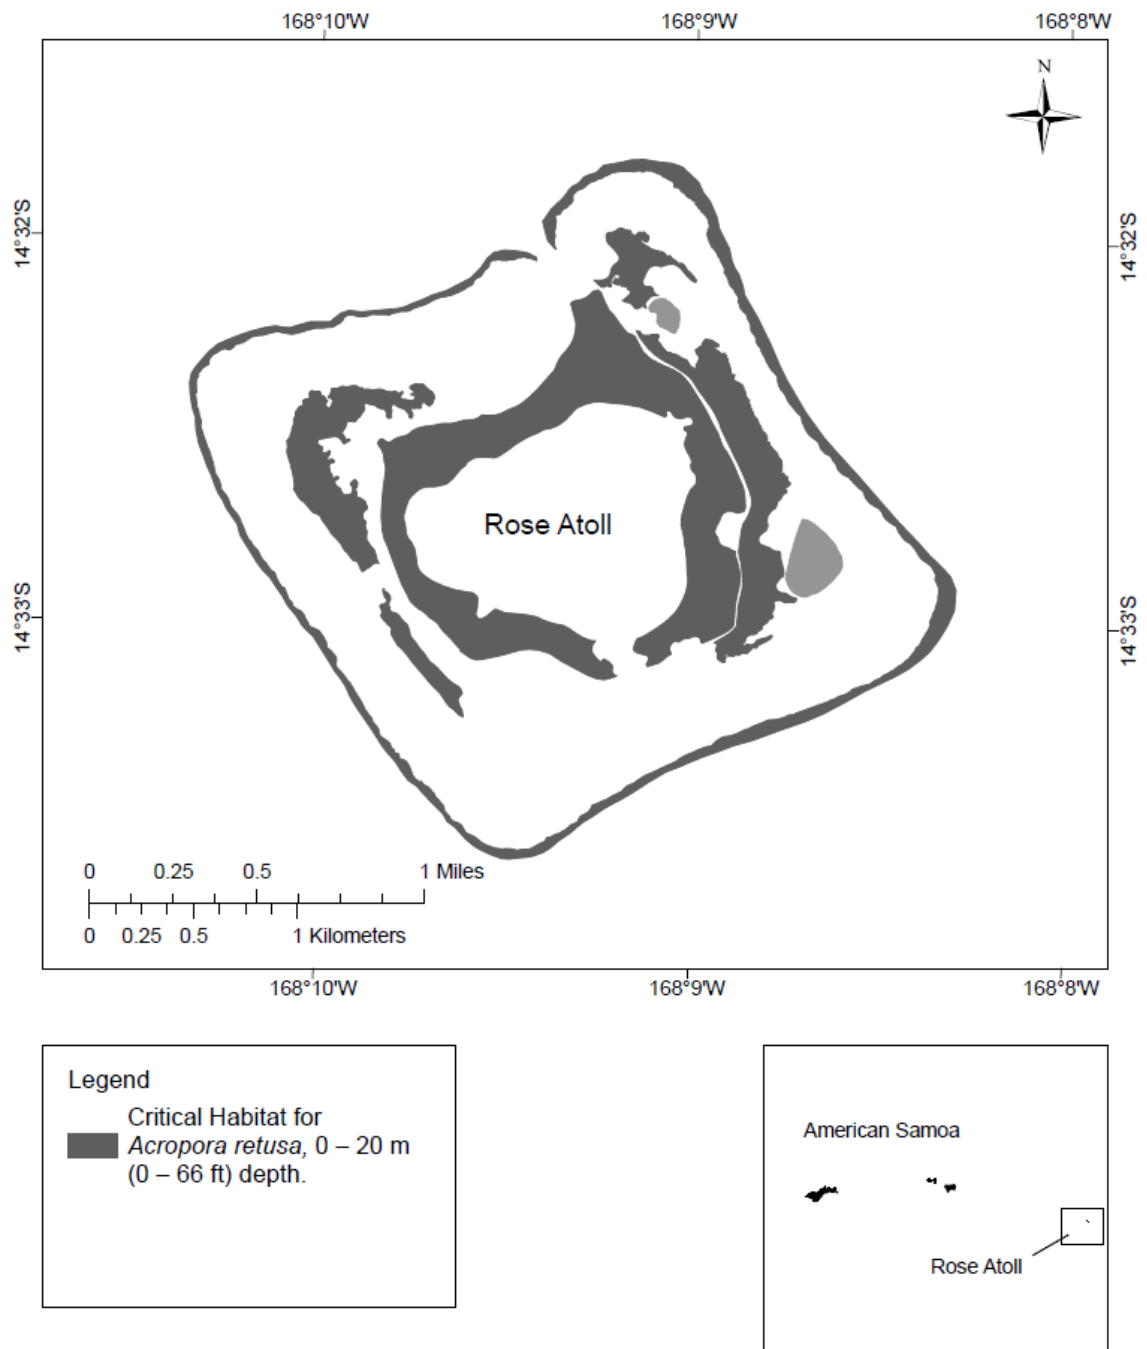 168°10'W 168°9'W 168°8'W
N
14°32'S 14°32'S
Rose Atoll
14°33'S 14°33'S
0 0.25 0.5 1 Miles
0 0.25 0.5 1 Kilometers
168°10'W 168°9'W 168°8'W
Legend
Critical Habitat for
Acropora retusa, 0 – 20 m
(0 – 66 ft) depth.
American Samoa
Rose Atoll